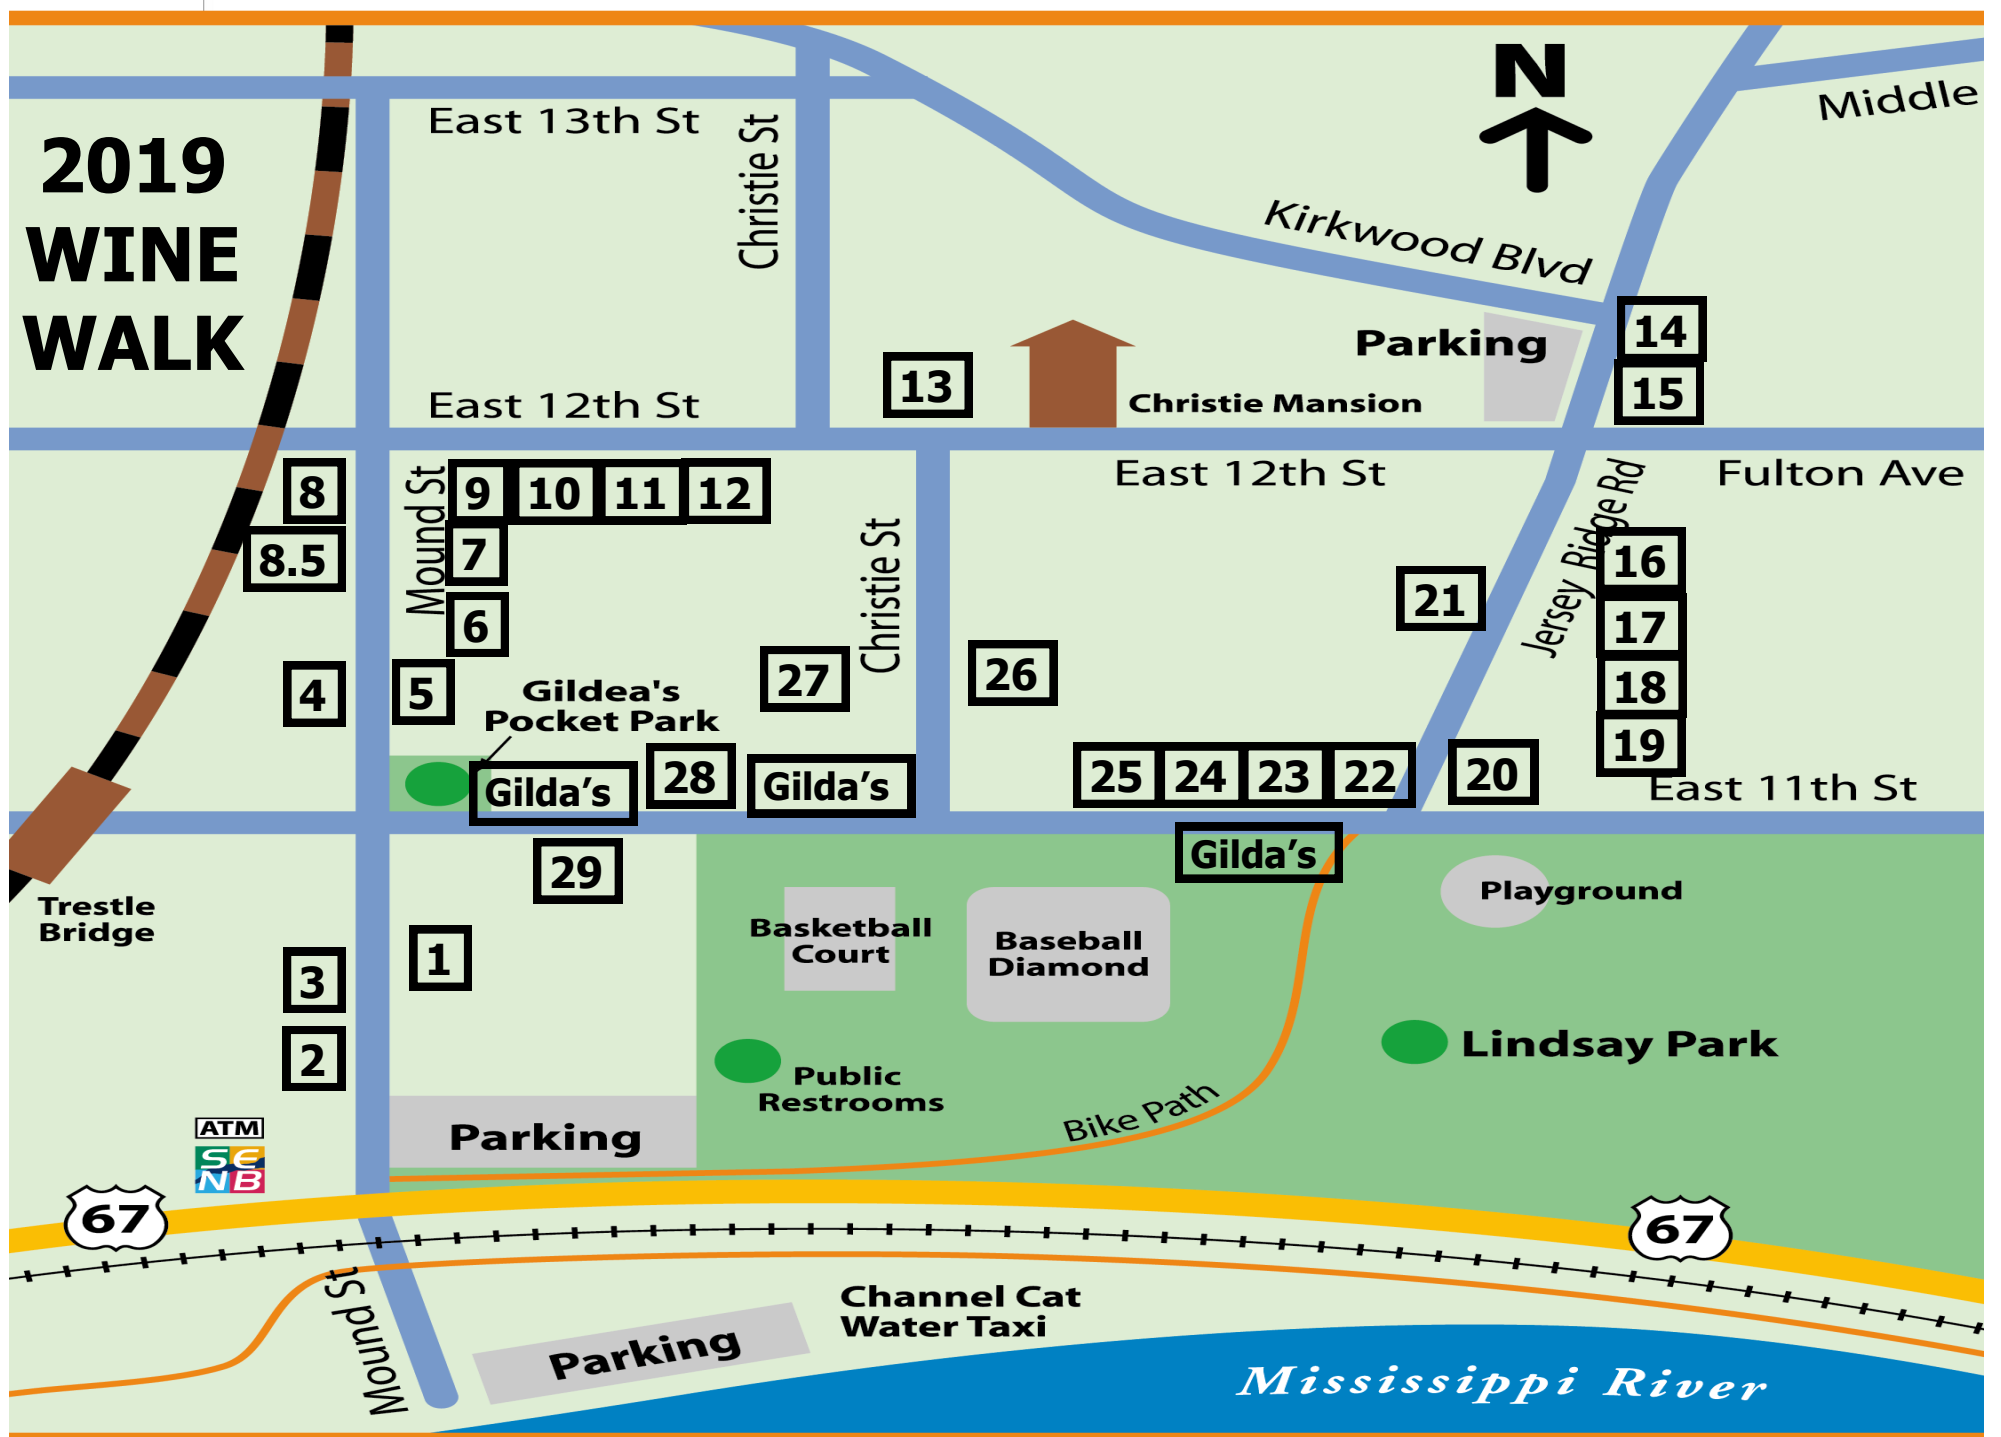 2019
WINE
WALK
East 13th St
Christie St
N
Middle
Kirkwood Blvd
Parking
14
15
13
Christie Mansion
East 12th St
East 12th St
Fulton Ave
Mound St
8
8.5
9
10
11
12
7
6
Christie St
Jersey Ridge Rd
16
17
18
19
21
4
5
Gildea's
Pocket Park
27
26
Gilda's
28
Gilda's
25
24
23
22
20
East 11th St
29
Gilda's
Playground
Trestle
Bridge
Basketball
Court
Baseball
Diamond
1
3
2
Lindsay Park
Public
Restrooms
Bike Path
ATM
SENB
Parking
67
67
Mound St
Channel Cat
Water Taxi
Parking
Mississippi River